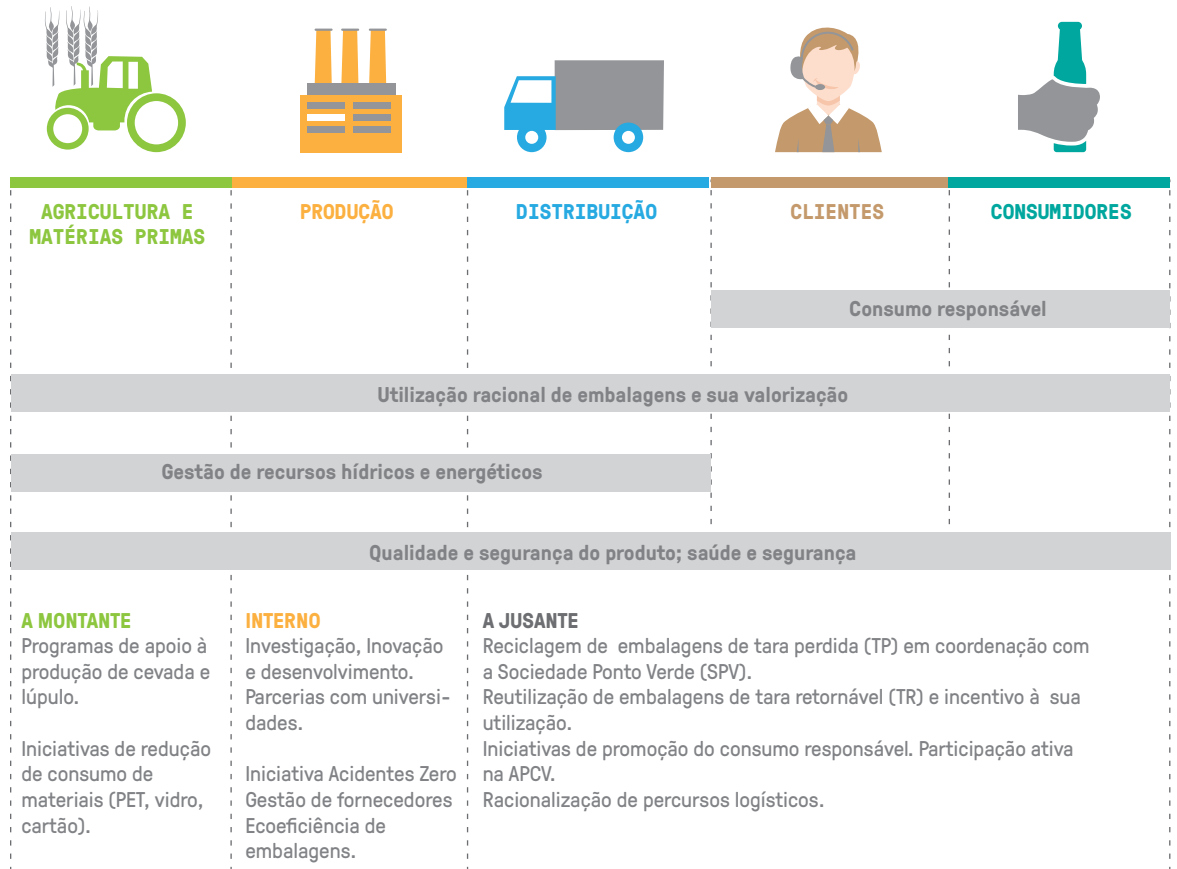 AGRICULTURA E
MATÉRIAS PRIMAS
PRODUÇÃO
DISTRIBUIÇÃO
CLIENTES
CONSUMIDORES
Consumo responsável
Utilização racional de embalagens e sua valorização
Gestão de recursos hídricos e energéticos
Qualidade e segurança do produto; saúde e segurança
A MONTANTE
Programas de apoio à
produção de cevada e
lúpulo.
Iniciativas de redução
de consumo de
materiais (PET, vidro,
cartão).
INTERNO
Investigação, Inovação
e desenvolvimento.
Parcerias com universi-
dades.
Iniciativa Acidentes Zero
Gestão de fornecedores
Ecoeficiência de
embalagens.
A JUSANTE
Reciclagem de embalagens de tara perdida (TP) em coordenação com
a Sociedade Ponto Verde (SPV).
Reutilização de embalagens de tara retornável (TR) e incentivo à sua
utilização.
Iniciativas de promoção do consumo responsável. Participação ativa
na APCV.
Racionalização de percursos logísticos.